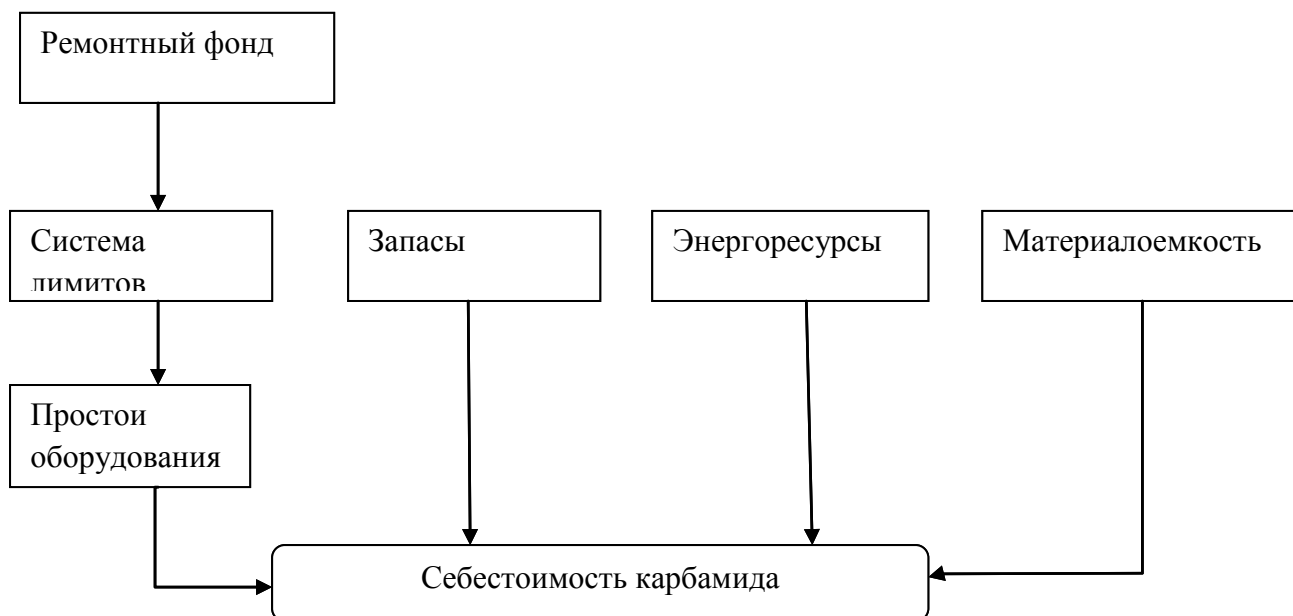 Ремонтный фонд
Система
лимитов
Запасы
Энергоресурсы
Материалоемкость
Простои
оборудования
Себестоимость карбамида